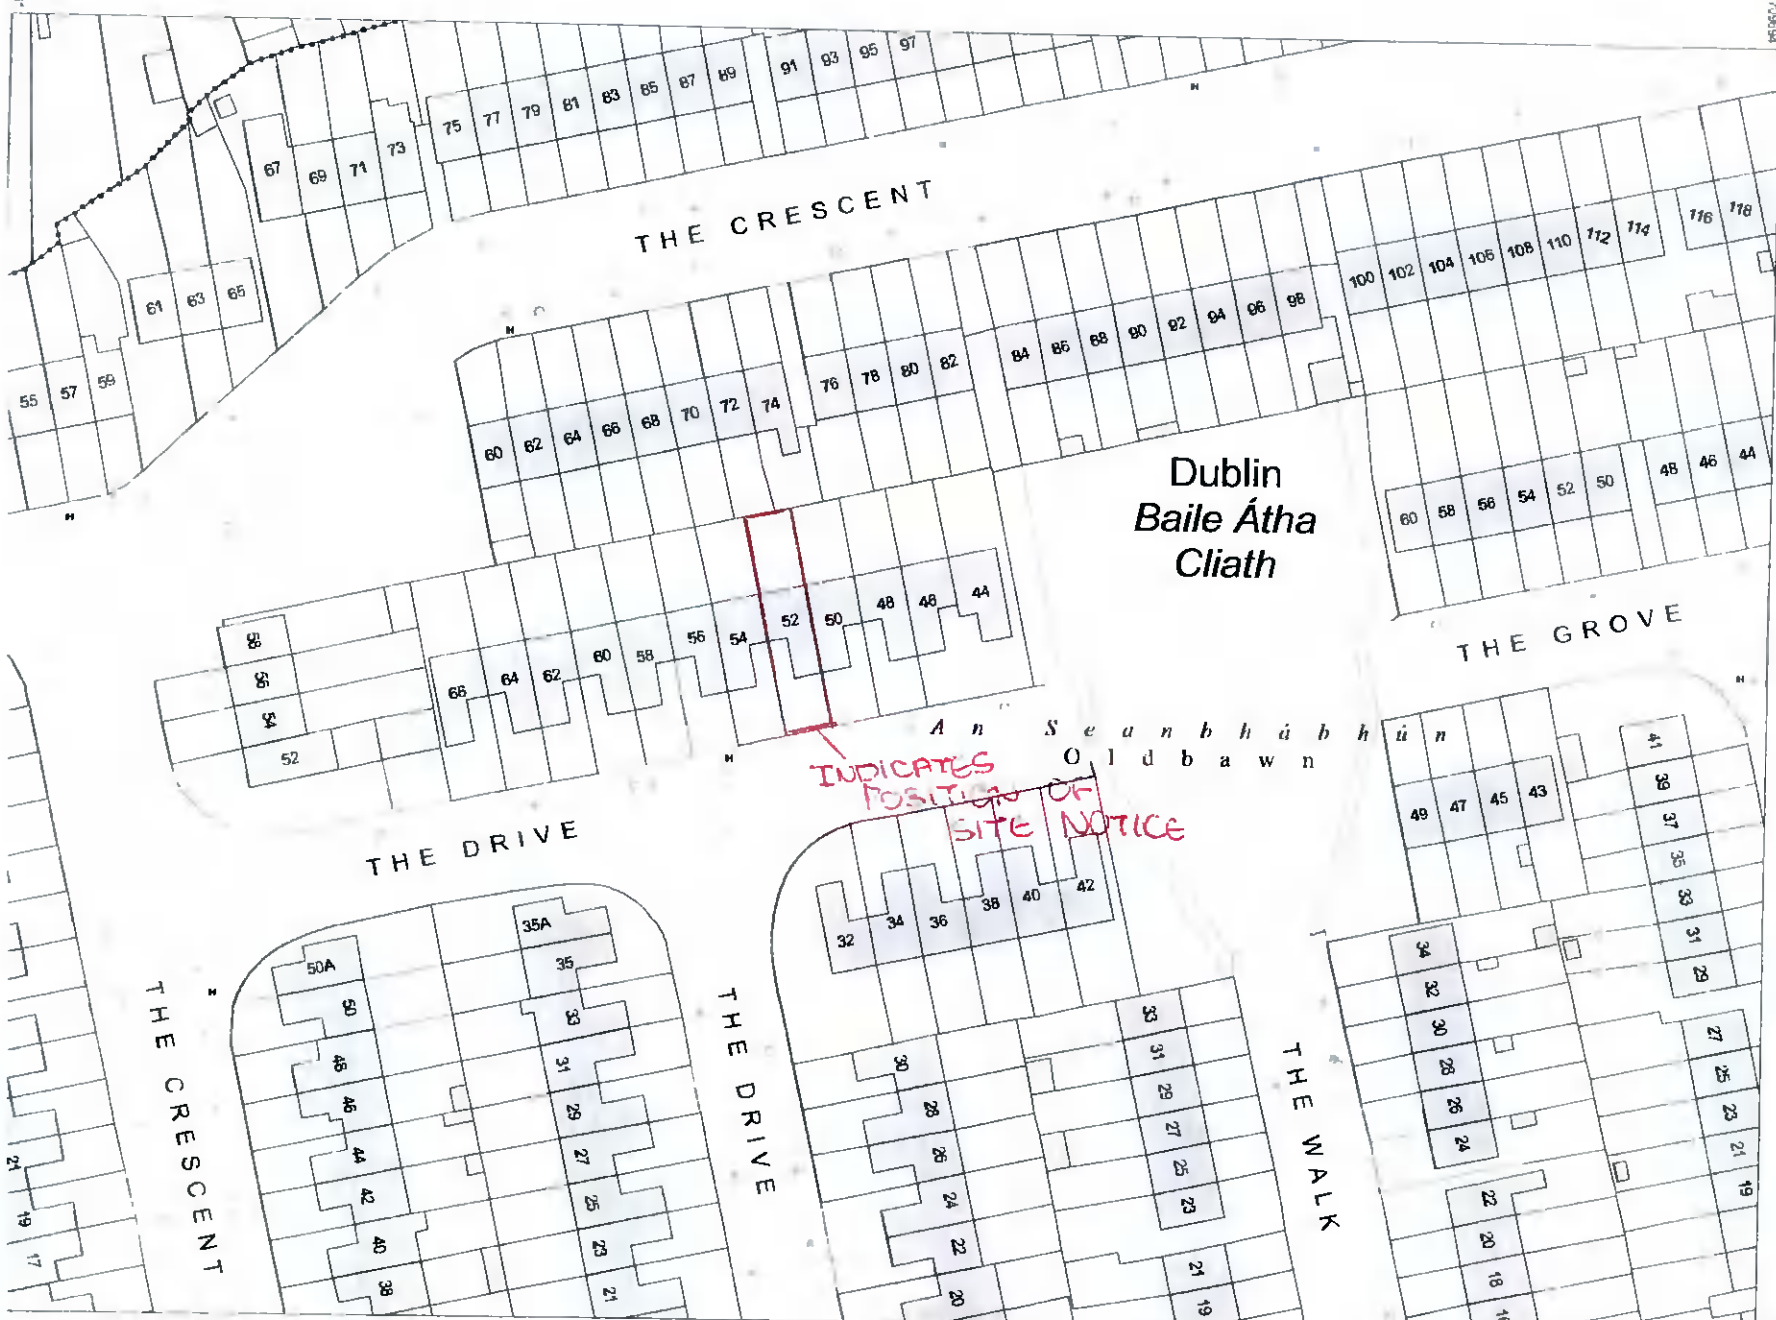 75 77 79 81 83 85 87 89 91 93 95 97
67 69 71 73
THE CRESCENT
61 63 65
55 57 59
100 102 104 106 108 110 112 114 116 118
84 86 88 90 92 94 96 98
76 78 80 82
60 62 64 66 68 70 72 74
Dublin
Baile Átha
Cliath
60 58 56 54 52 50 48 46 44
THE GROVE
66 64 62 60 58 56 54 52 50 48 46 44
58
56
54
52
An Seanbhábhún
Oldbawn
INDICATES
POSITION OF
SITE NOTICE
THE DRIVE
32 34 36 38 40 42
49 47 45 43
41
39
37
35
33
31
29
27
25
23
21
19
THE CRESCENT
21
19
17
50A
50
48
46
44
42
40
38
35A
35
33
31
29
27
25
23
21
THE DRIVE
30
28
26
24
22
20
33
31
29
27
25
23
21
19
THE WALK
34
32
30
28
26
24
22
20
18